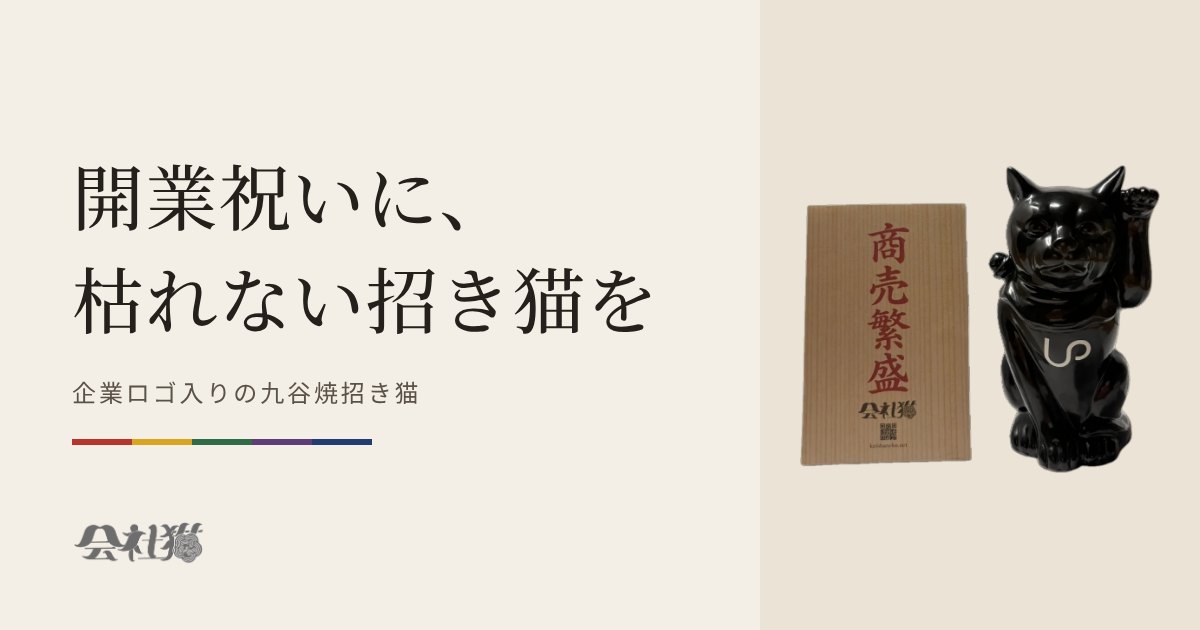 開業祝いに、
枯れない招き猫を
企業ロゴ入りの九谷焼招き猫
会社猫
商売繁盛
会社猫